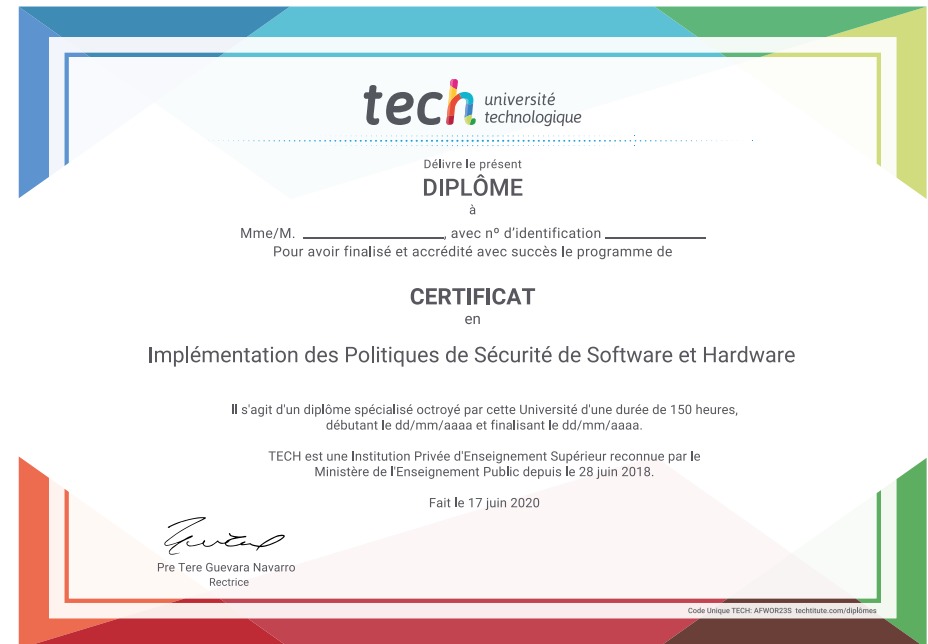 tech université
technologique
Délivre le présent
DIPLÔME
à
Mme/M. ____________________, avec nº d'identification ______________
Pour avoir finalisé et accrédité avec succès le programme de
CERTIFICAT
en
Implémentation des Politiques de Sécurité de Software et Hardware
Il s'agit d'un diplôme spécialisé octroyé par cette Université d'une durée de 150 heures,
débutant le dd/mm/aaaa et finalisant le dd/mm/aaaa.
TECH est une Institution Privée d'Enseignement Supérieur reconnue par le
Ministère de l'Enseignement Public depuis le 28 juin 2018.
Fait le 17 juin 2020
Pre Tere Guevara Navarro
Rectrice
Code Unique TECH: AFWOR23S techtitute.com/diplômes